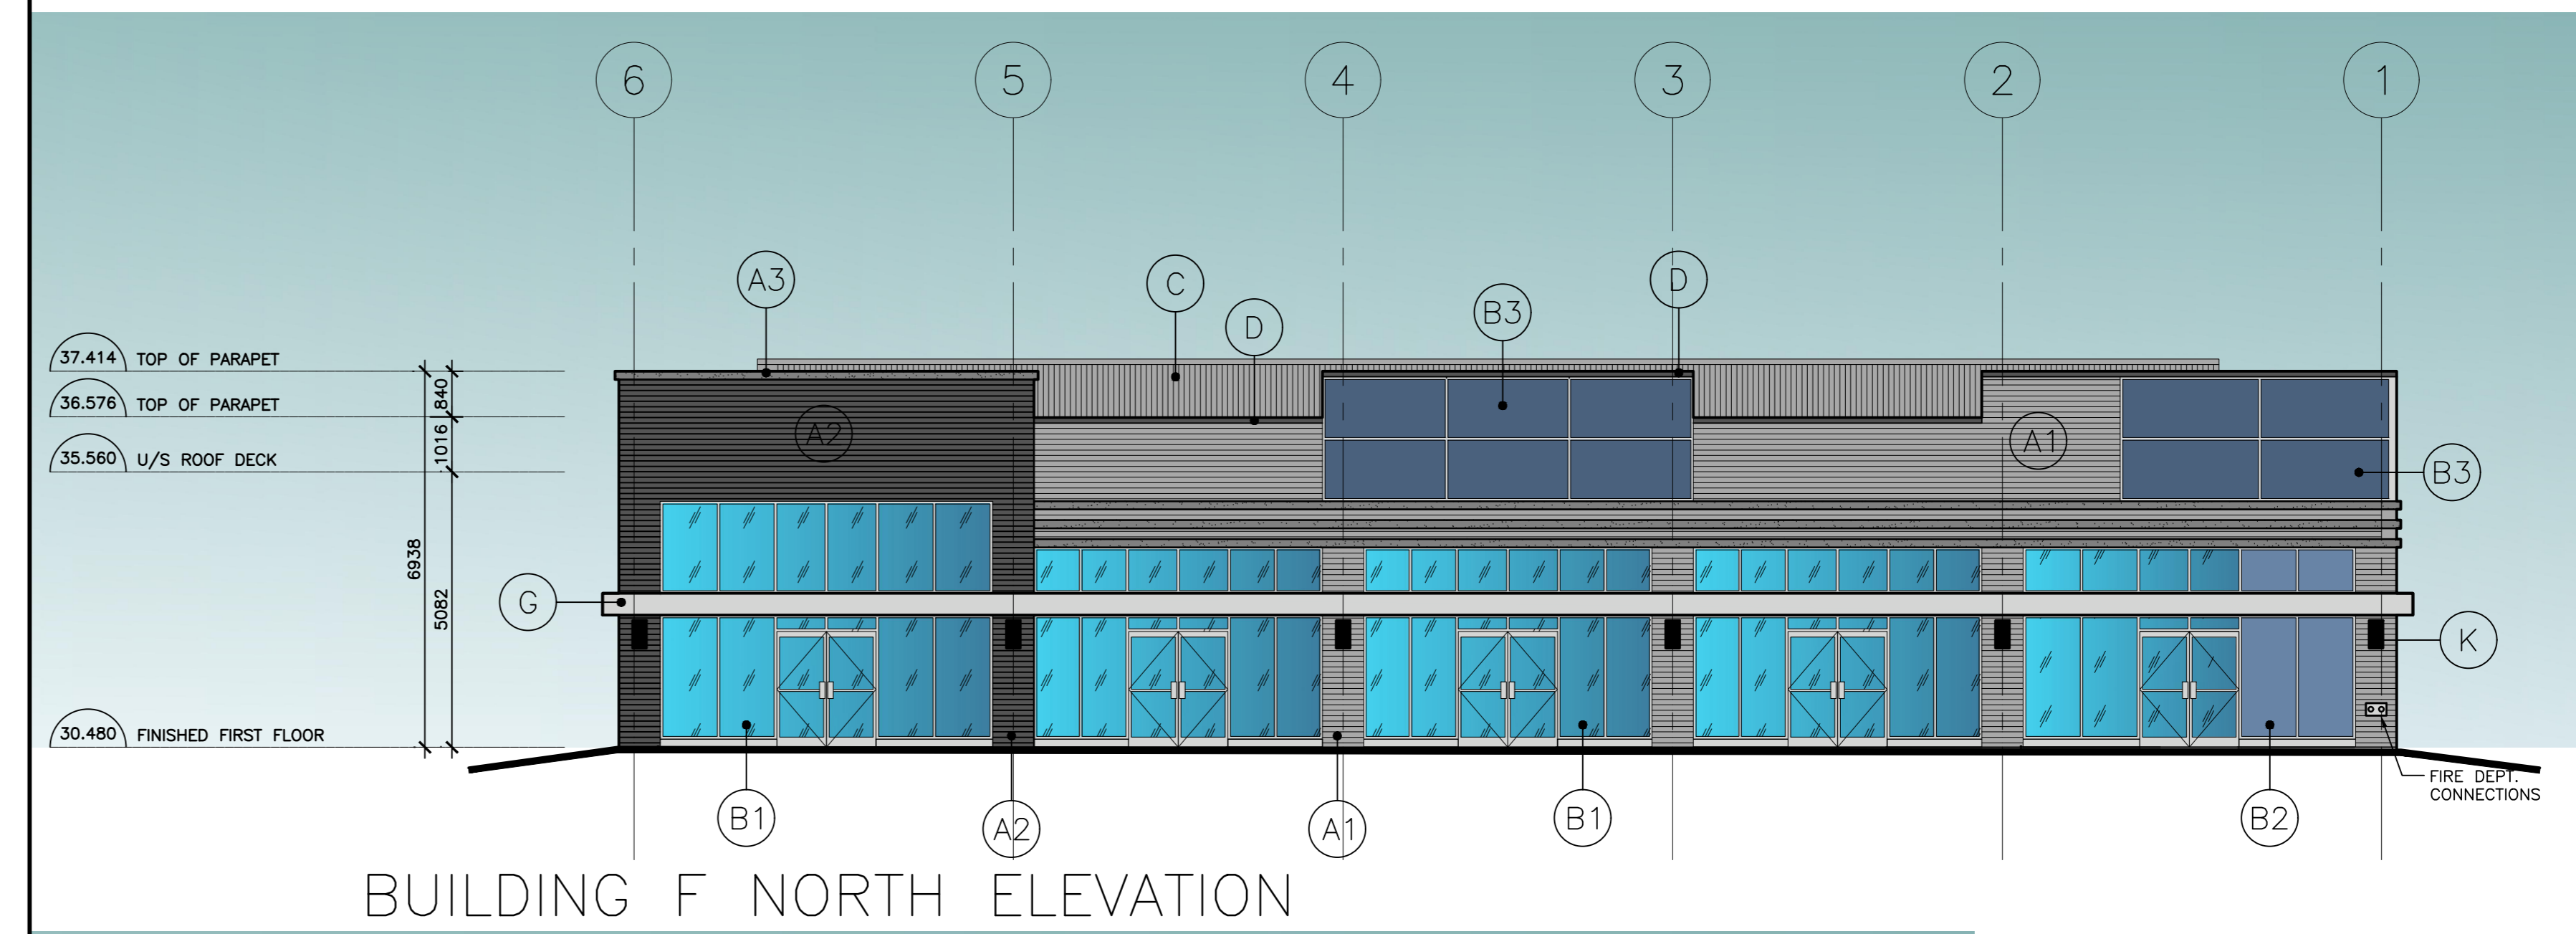 6 5 4 3 2 1
A3 C D B3 D
37.414 TOP OF PARAPET
840
36.576 TOP OF PARAPET
A2 A1
1016
35.560 U/S ROOF DECK
B3
6938
5082
G
K
30.480 FINISHED FIRST FLOOR
FIRE DEPT.
CONNECTIONS
B1 A2 A1 B1 B2
BUILDING F NORTH ELEVATION